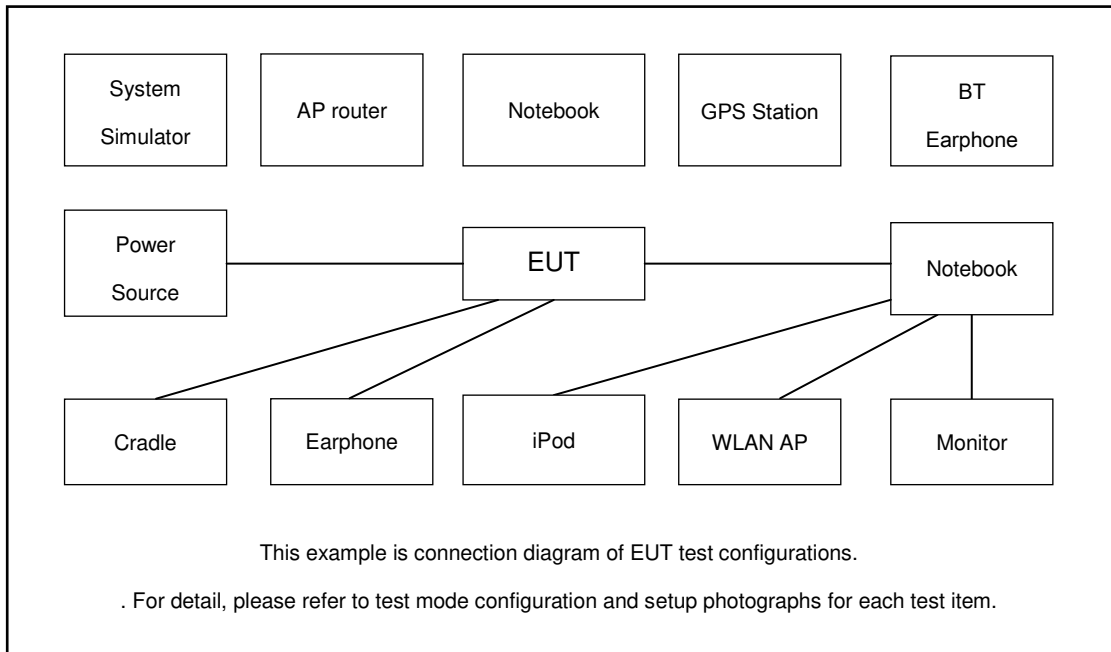 System
Simulator
AP router
Notebook
GPS Station
BT
Earphone
Power
Source
EUT
Notebook
Cradle
Earphone
iPod
WLAN AP
Monitor
This example is connection diagram of EUT test configurations.
. For detail, please refer to test mode configuration and setup photographs for each test item.